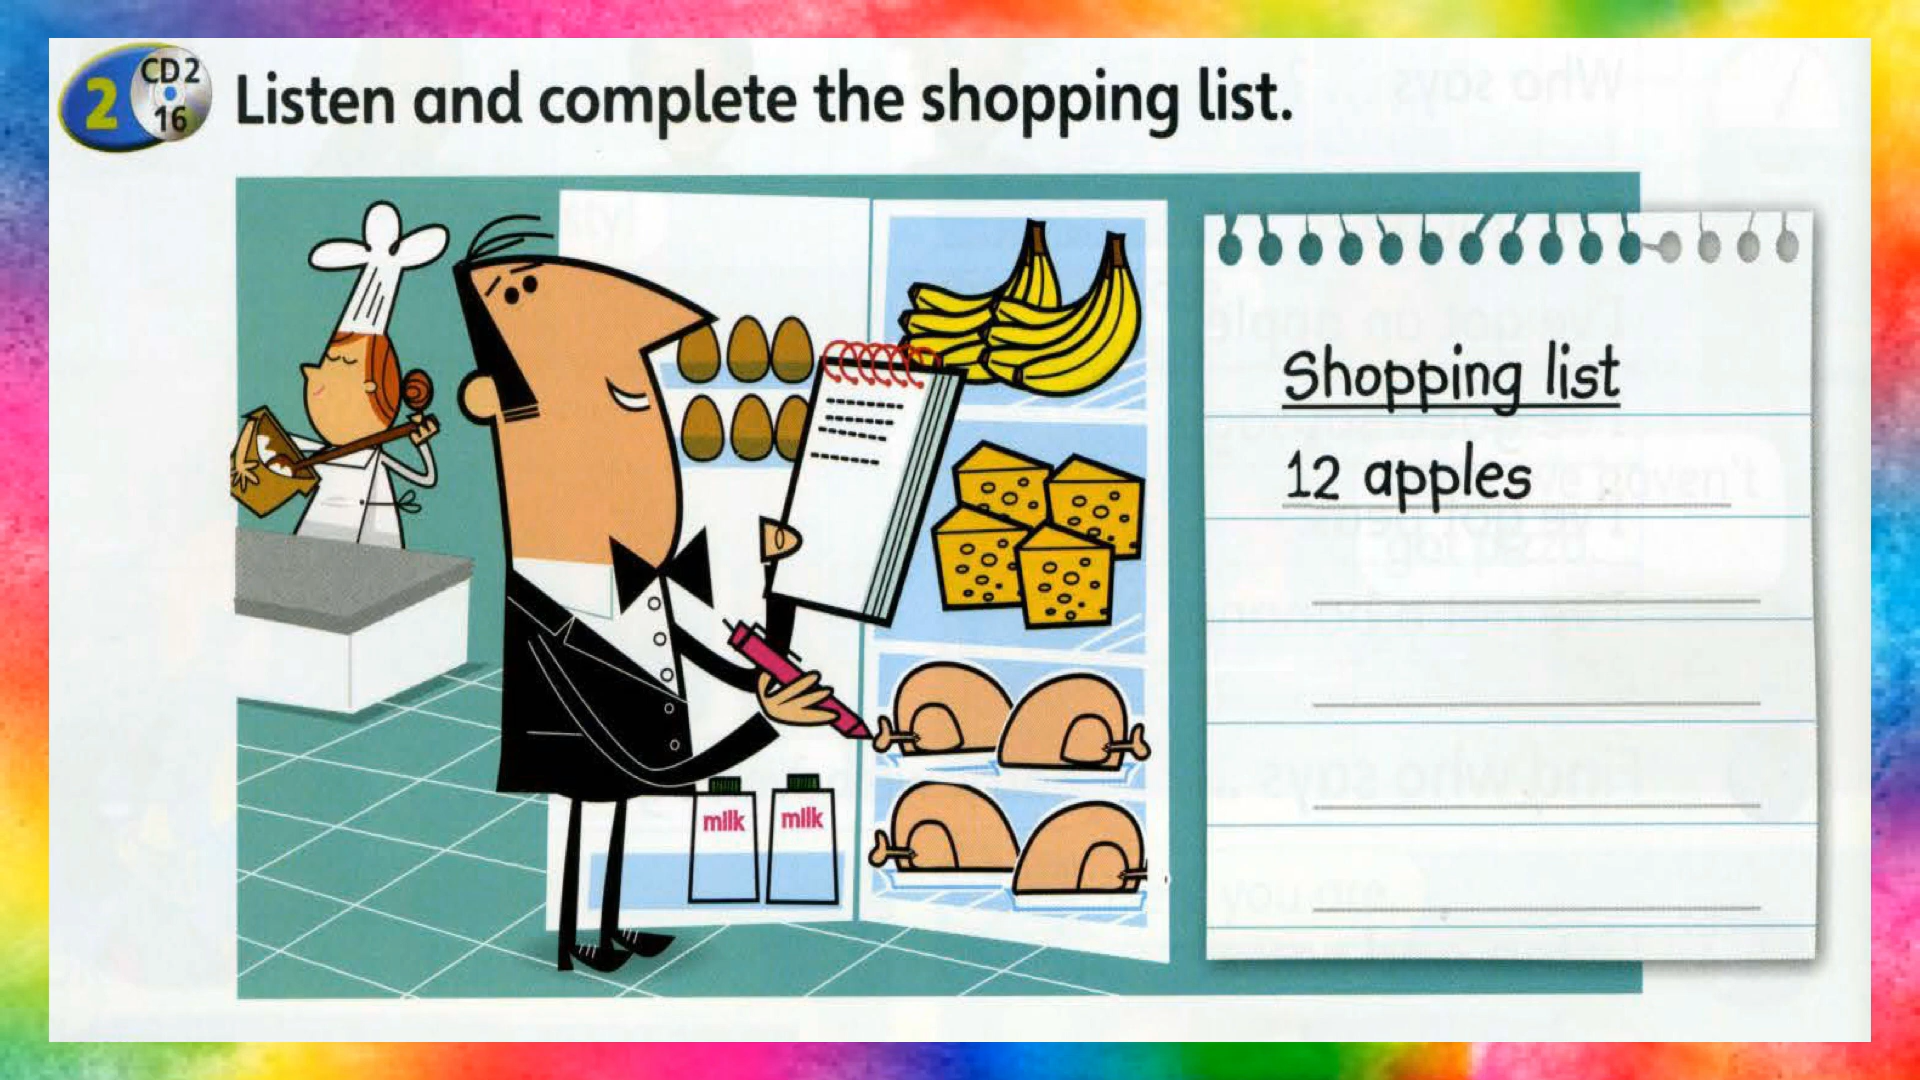 2
CD2
16
Listen and complete the shopping list.
milk
milk
Shopping list
12 apples